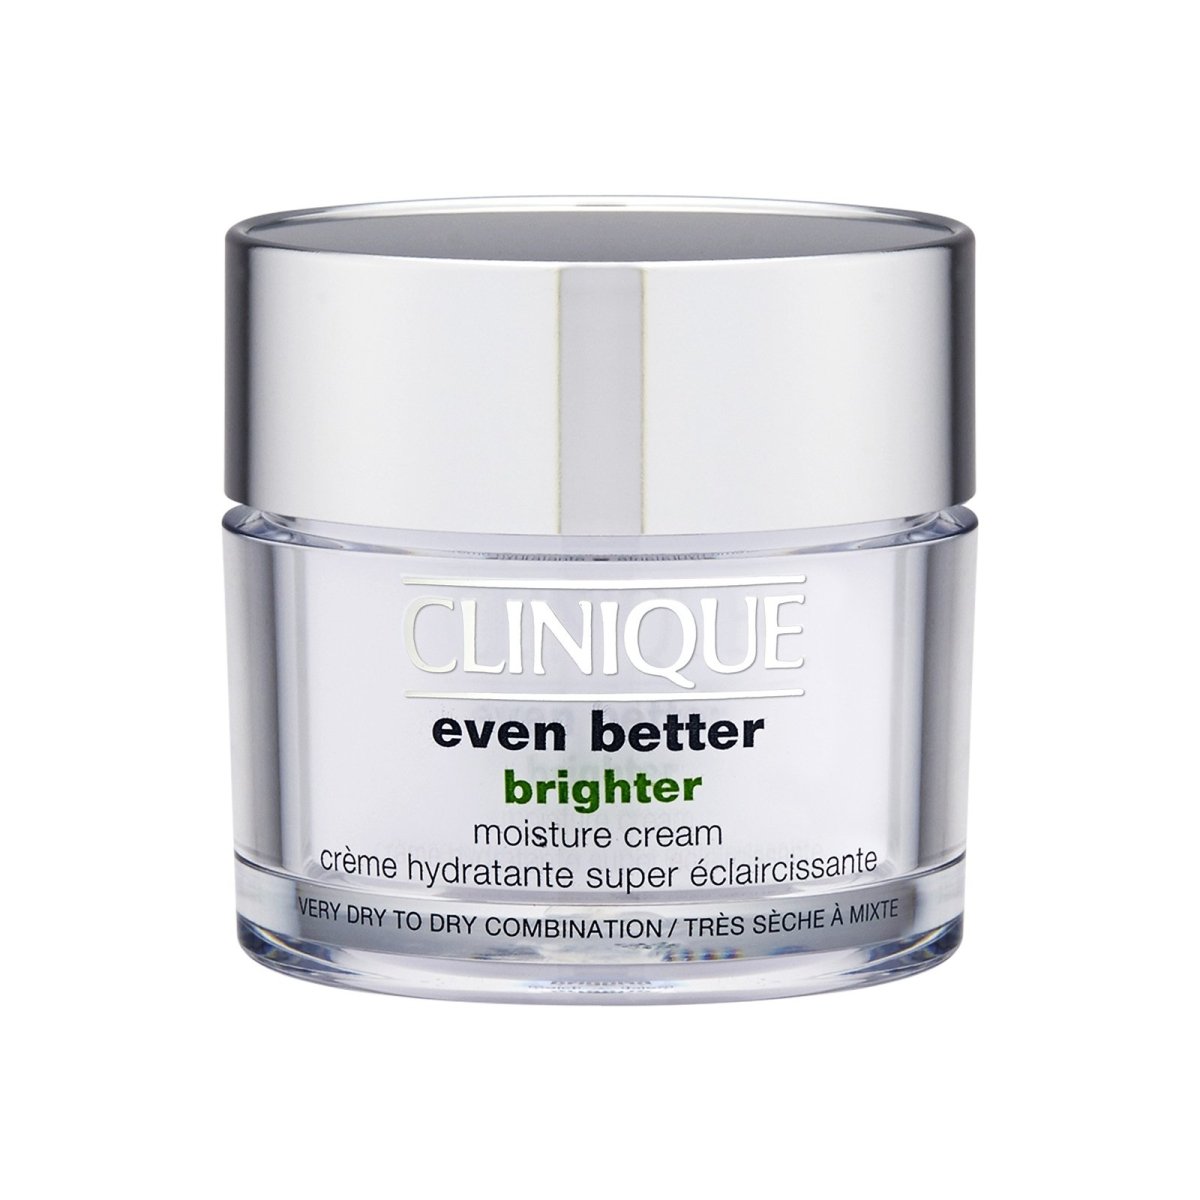 CLINIQUE
even better
brighter
moisture cream
crème hydratante super éclaircissante
VERY DRY TO DRY COMBINATION / TRÈS SÈCHE À MIXTE